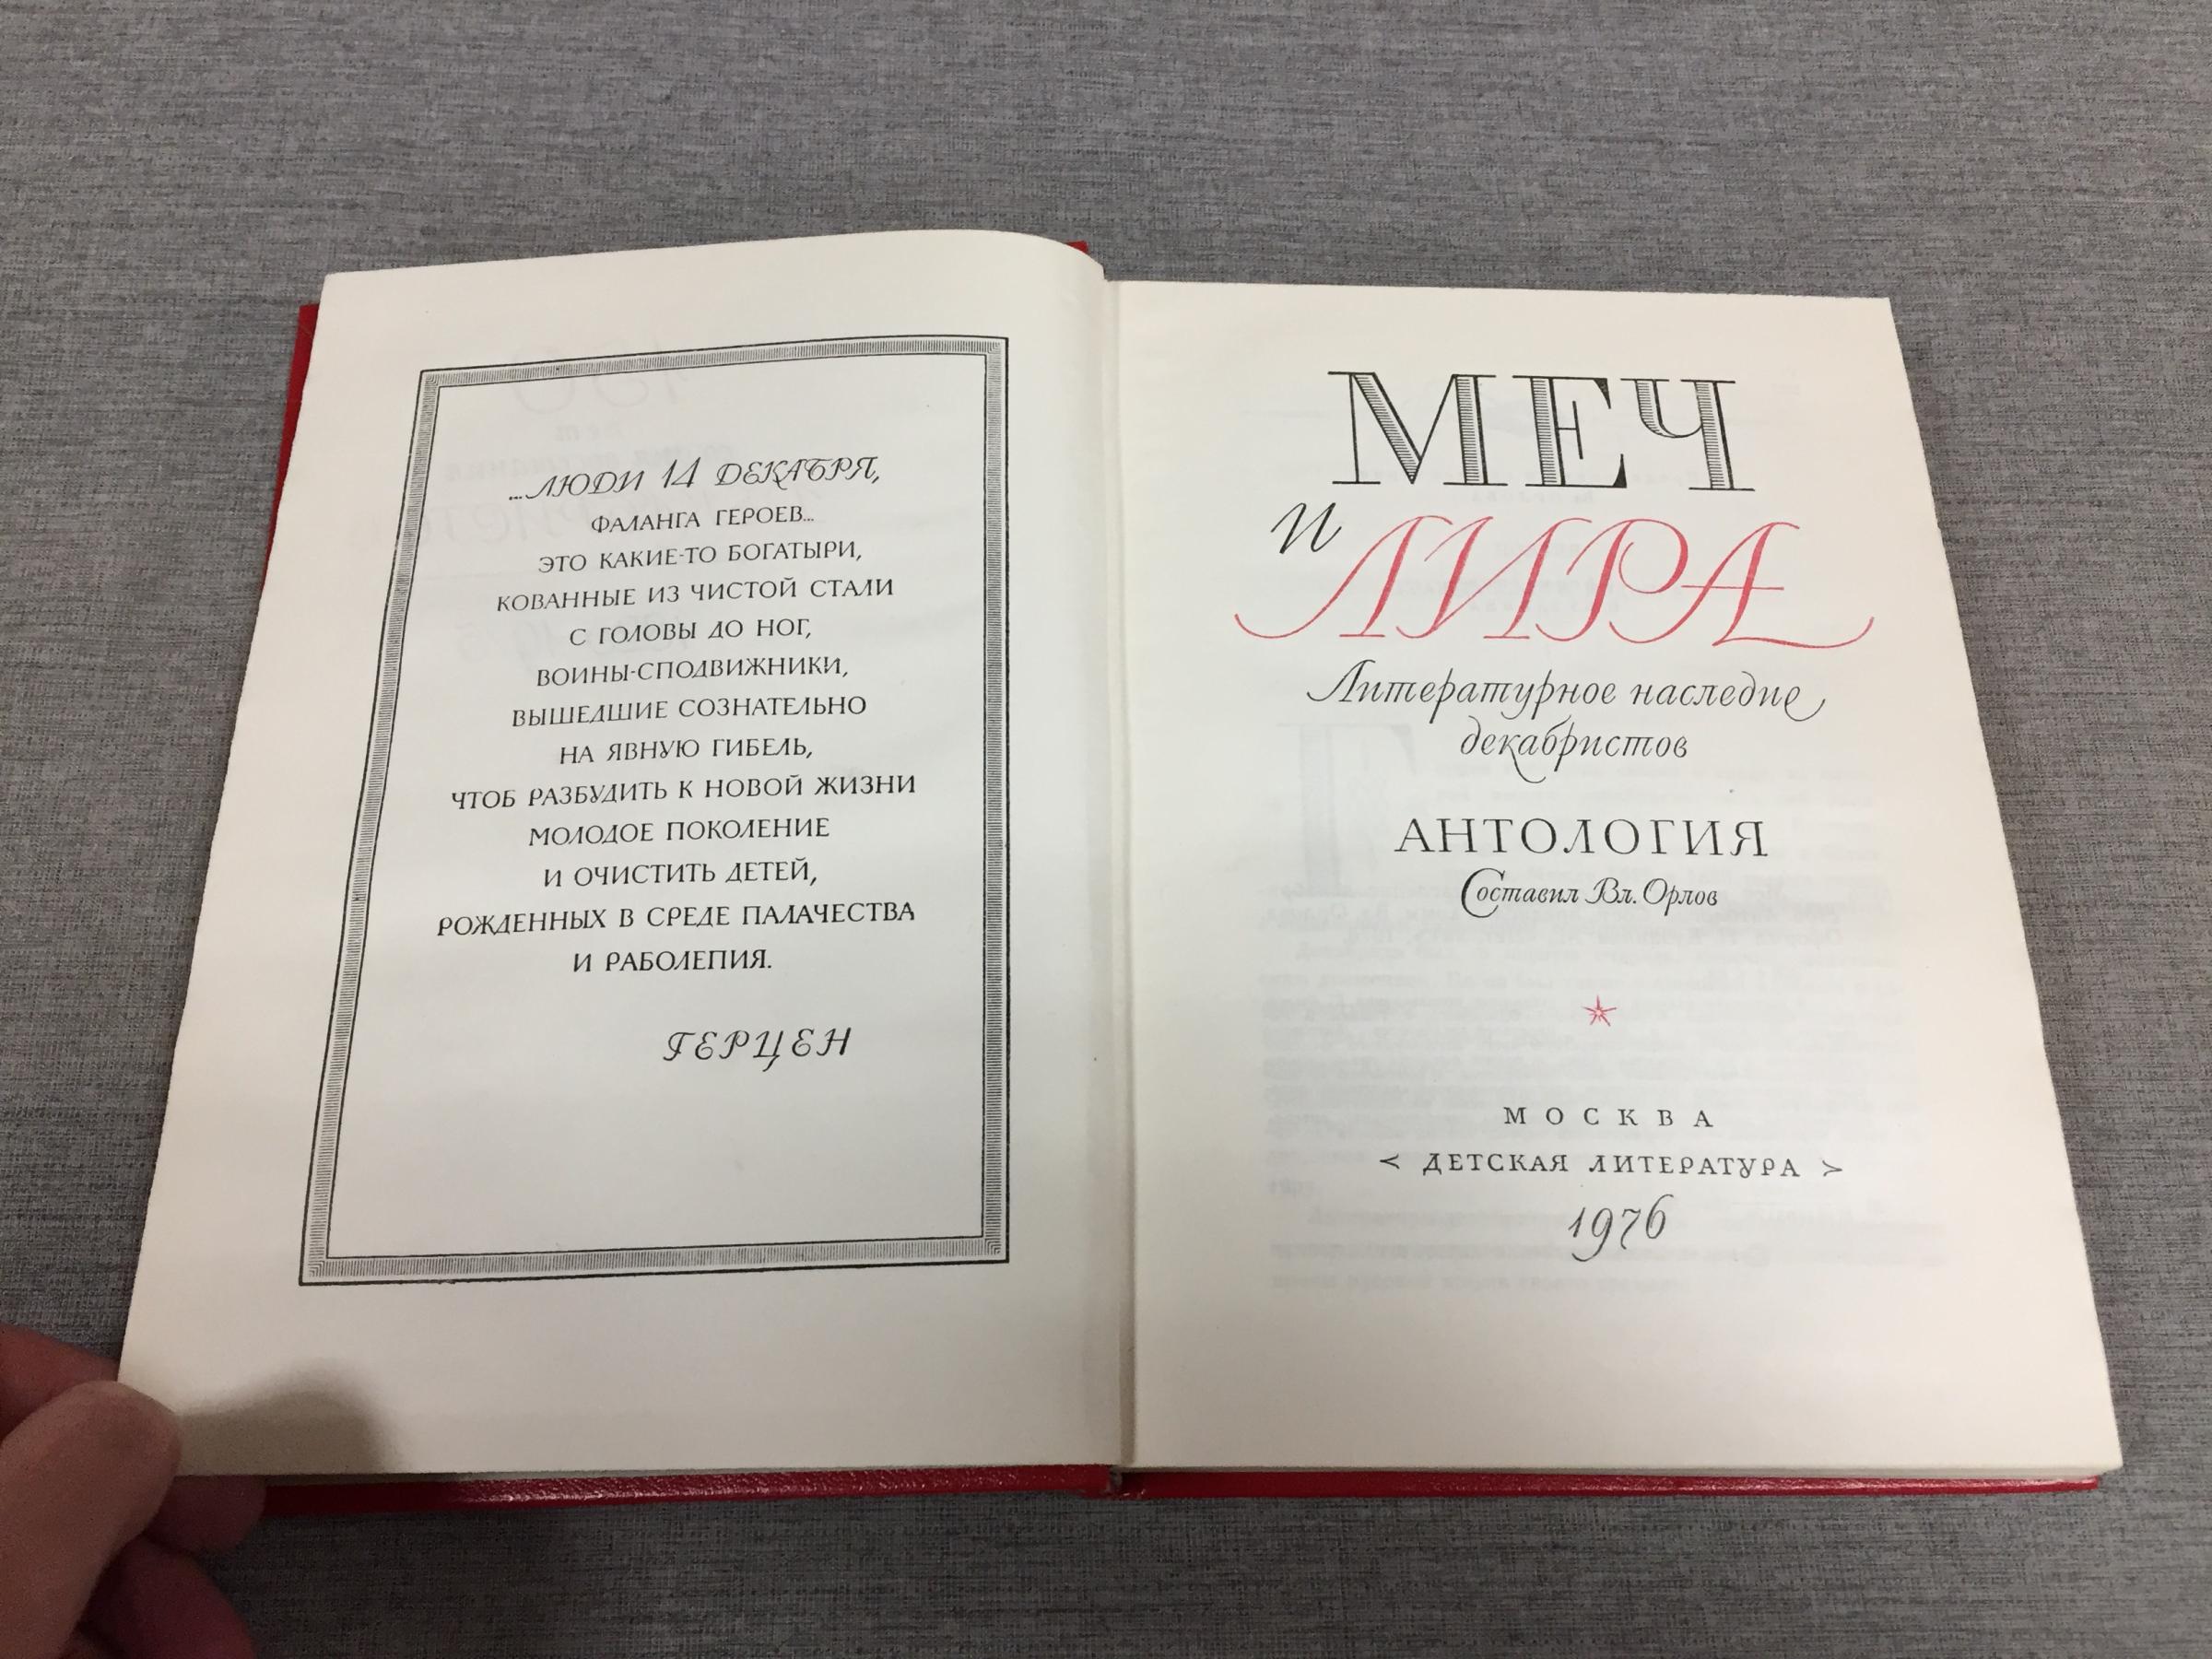 ...ЛЮДИ 14 ДЕКАБРЯ,
ФАЛАНГА ГЕРОЕВ...
ЭТО КАКИЕ-ТО БОГАТЫРИ,
КОВАННЫЕ ИЗ ЧИСТОЙ СТАЛИ
С ГОЛОВЫ ДО НОГ,
ВОИНЫ-СПОДВИЖНИКИ,
ВЫШЕДШИЕ СОЗНАТЕЛЬНО
НА ЯВНУЮ ГИБЕЛЬ,
ЧТОБ РАЗБУДИТЬ К НОВОЙ ЖИЗНИ
МОЛОДОЕ ПОКОЛЕНИЕ
И ОЧИСТИТЬ ДЕТЕЙ,
РОЖДЕННЫХ В СРЕДЕ ПАЛАЧЕСТВА
И РАБОЛЕПИЯ.
ГЕРЦЕН
МЕЧ
и ЛИРА
Литературное наследие
декабристов
АНТОЛОГИЯ
Составил Вл. Орлов
МОСКВА
< ДЕТСКАЯ ЛИТЕРАТУРА >
1976